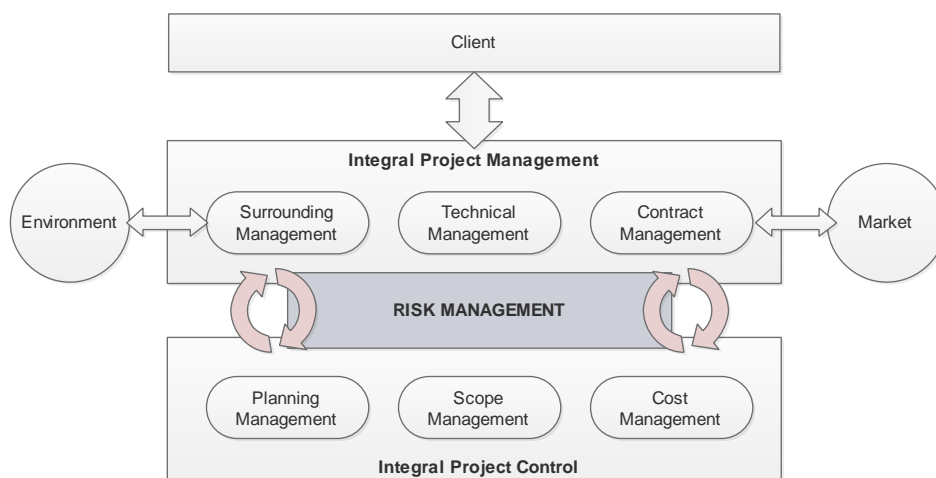 Client
Integral Project Management
Environment
Surrounding
Management
Technical
Management
Contract
Management
Market
RISK MANAGEMENT
Planning
Management
Scope
Management
Cost
Management
Integral Project Control